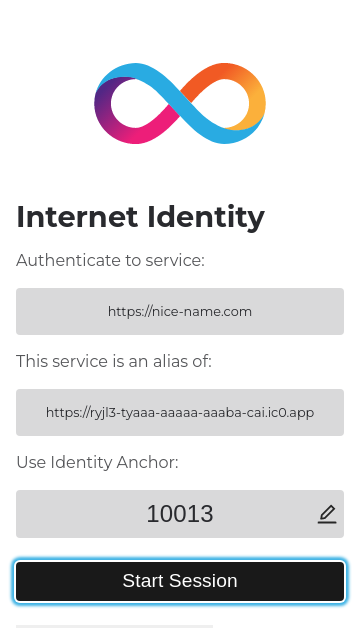 Internet Identity
Authenticate to service:
https://nice-name.com
This service is an alias of:
https://ryjl3-tyaaa-aaaaa-aaaba-cai.ic0.app
Use Identity Anchor:
10013
Start Session